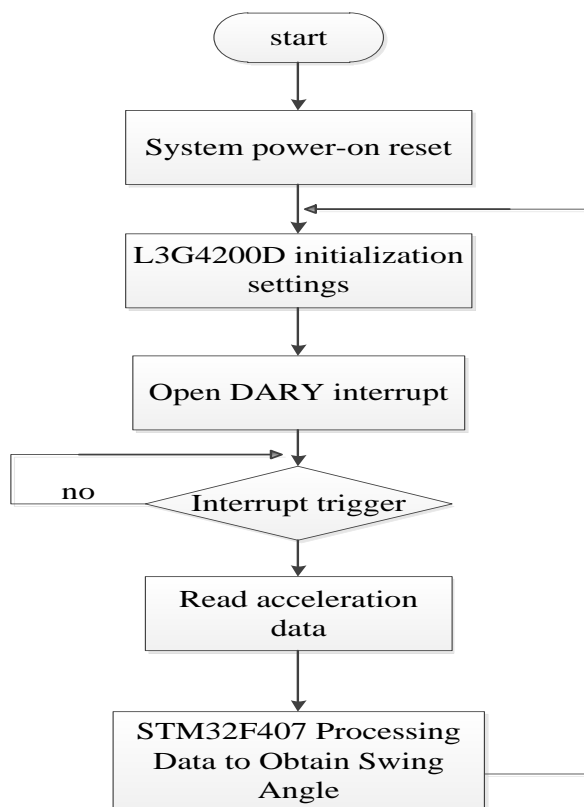 start
System power-on reset
L3G4200D initialization
settings
Open DARY interrupt
no
Interrupt trigger
Read acceleration
data
STM32F407 Processing
Data to Obtain Swing
Angle